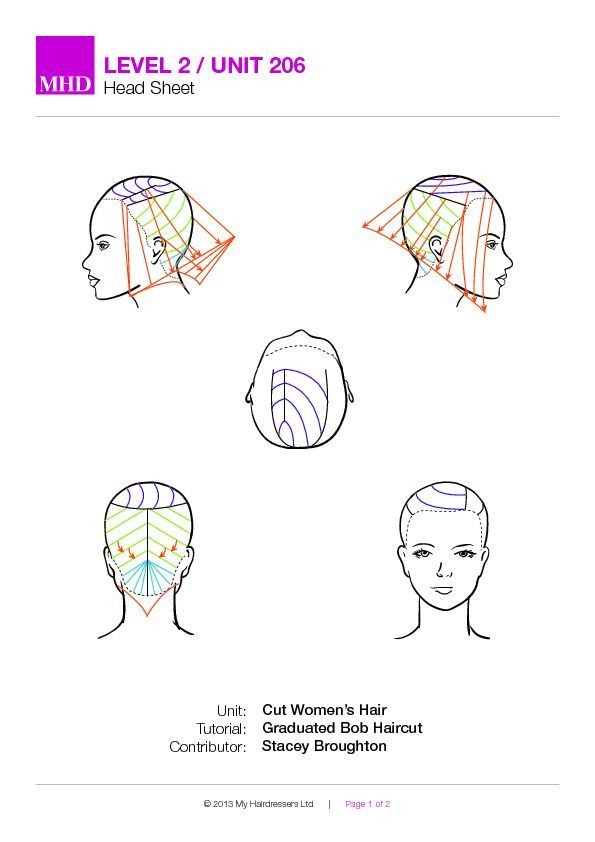 MHD
LEVEL 2 / UNIT 206
Head Sheet
Unit: Cut Women's Hair
Tutorial: Graduated Bob Haircut
Contributor: Stacey Broughton
© 2013 My Hairdressers Ltd | Page 1 of 2